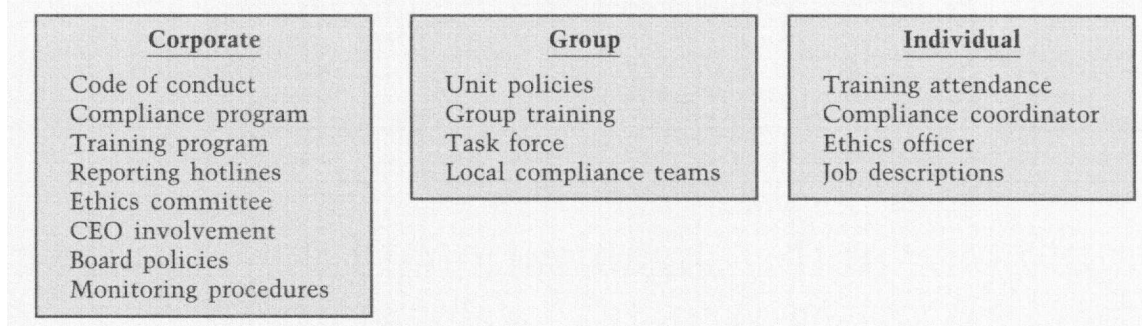 Corporate
Code of conduct
Compliance program
Training program
Reporting hotlines
Ethics committee
CEO involvement
Board policies
Monitoring procedures
Group
Unit policies
Group training
Task force
Local compliance teams
Individual
Training attendance
Compliance coordinator
Ethics officer
Job descriptions